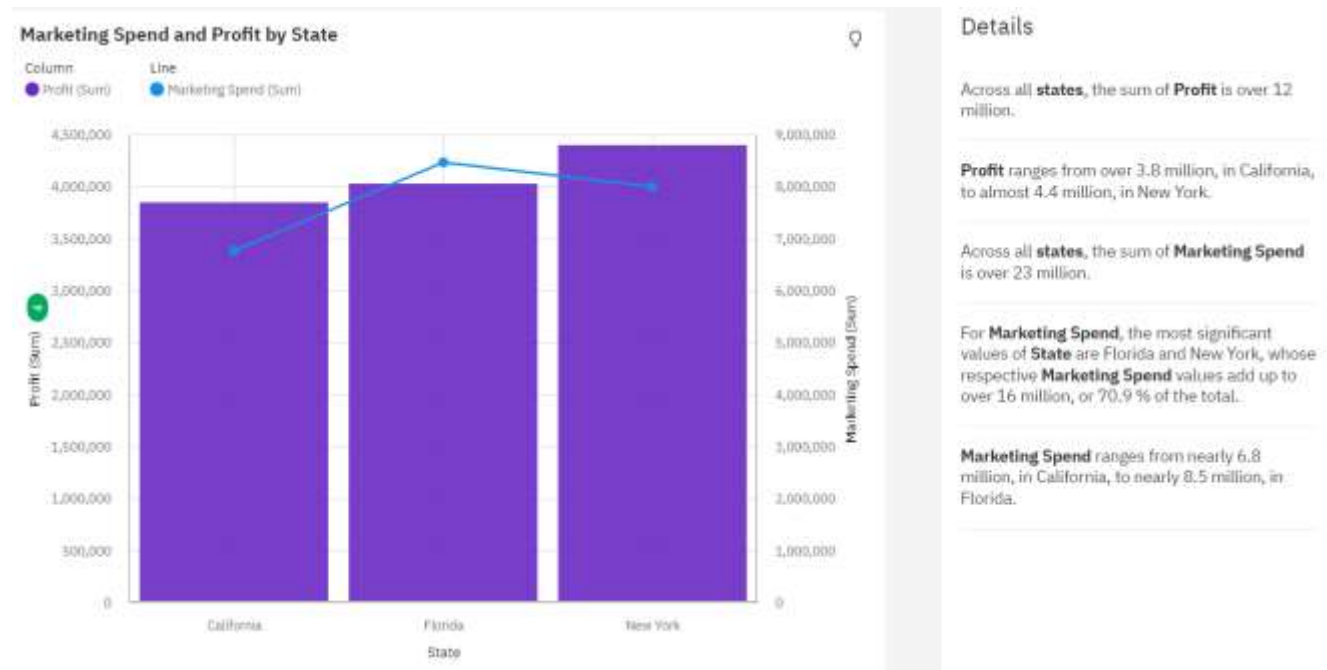 Marketing Spend and Profit by State
Column
Line
Profit (Sum)
Marketing Spend (Sum)
4,500,000
4,000,000
3,500,000
3,000,000
2,500,000
2,000,000
1,500,000
1,000,000
500,000
0
Profit (Sum)
9,000,000
8,000,000
7,000,000
6,000,000
5,000,000
4,000,000
3,000,000
2,000,000
1,000,000
0
Marketing Spend (Sum)
California
Florida
New York
State
Details
Across all states, the sum of Profit is over 12
million.
Profit ranges from over 3.8 million, in California,
to almost 4.4 million, in New York.
Across all states, the sum of Marketing Spend
is over 23 million.
For Marketing Spend, the most significant
values of State are Florida and New York, whose
respective Marketing Spend values add up to
over 16 million, or 70.9 % of the total.
Marketing Spend ranges from nearly 6.8
million, in California, to nearly 8.5 million, in
Florida.